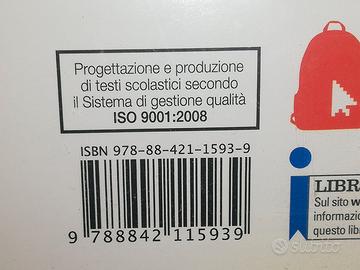 Progettazione e produzione
di testi scolastici secondo
il Sistema di gestione qualità
ISO 9001:2008
ISBN 978-88-421-1593-9
9 788842 115939
LIBR
Sul sito w
informazio
questo libr
subito